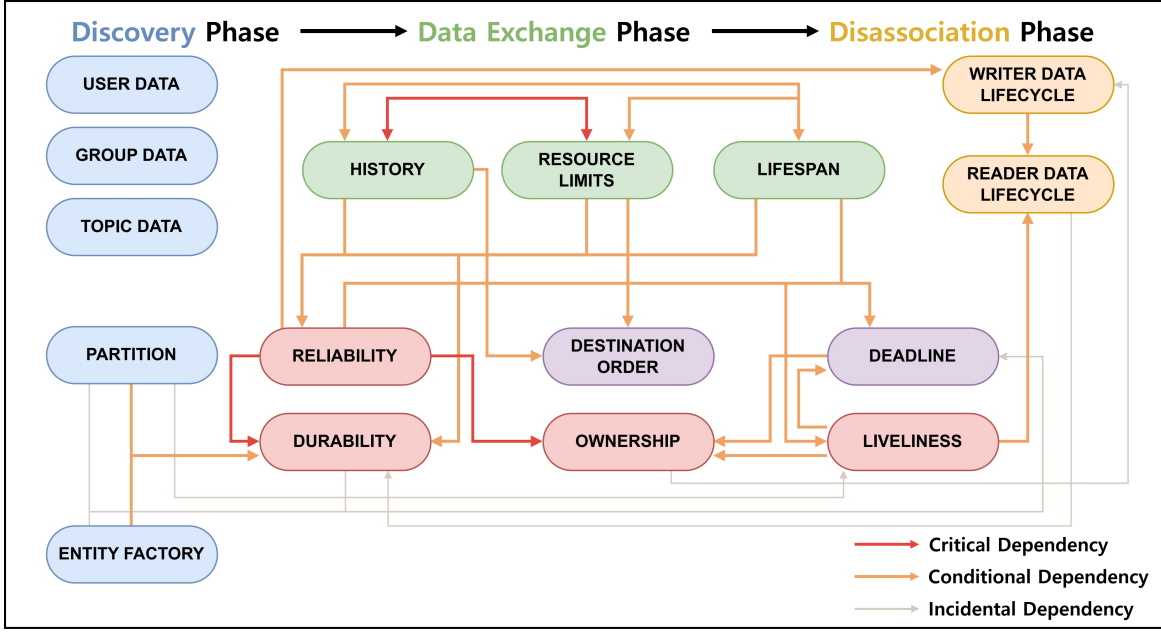 Discovery Phase
Data Exchange Phase
Disassociation Phase
USER DATA
GROUP DATA
TOPIC DATA
PARTITION
ENTITY FACTORY
HISTORY
RESOURCE
LIMITS
LIFESPAN
WRITER DATA
LIFECYCLE
READER DATA
LIFECYCLE
RELIABILITY
DESTINATION
ORDER
DEADLINE
DURABILITY
OWNERSHIP
LIVELINESS
Critical Dependency
Conditional Dependency
Incidental Dependency